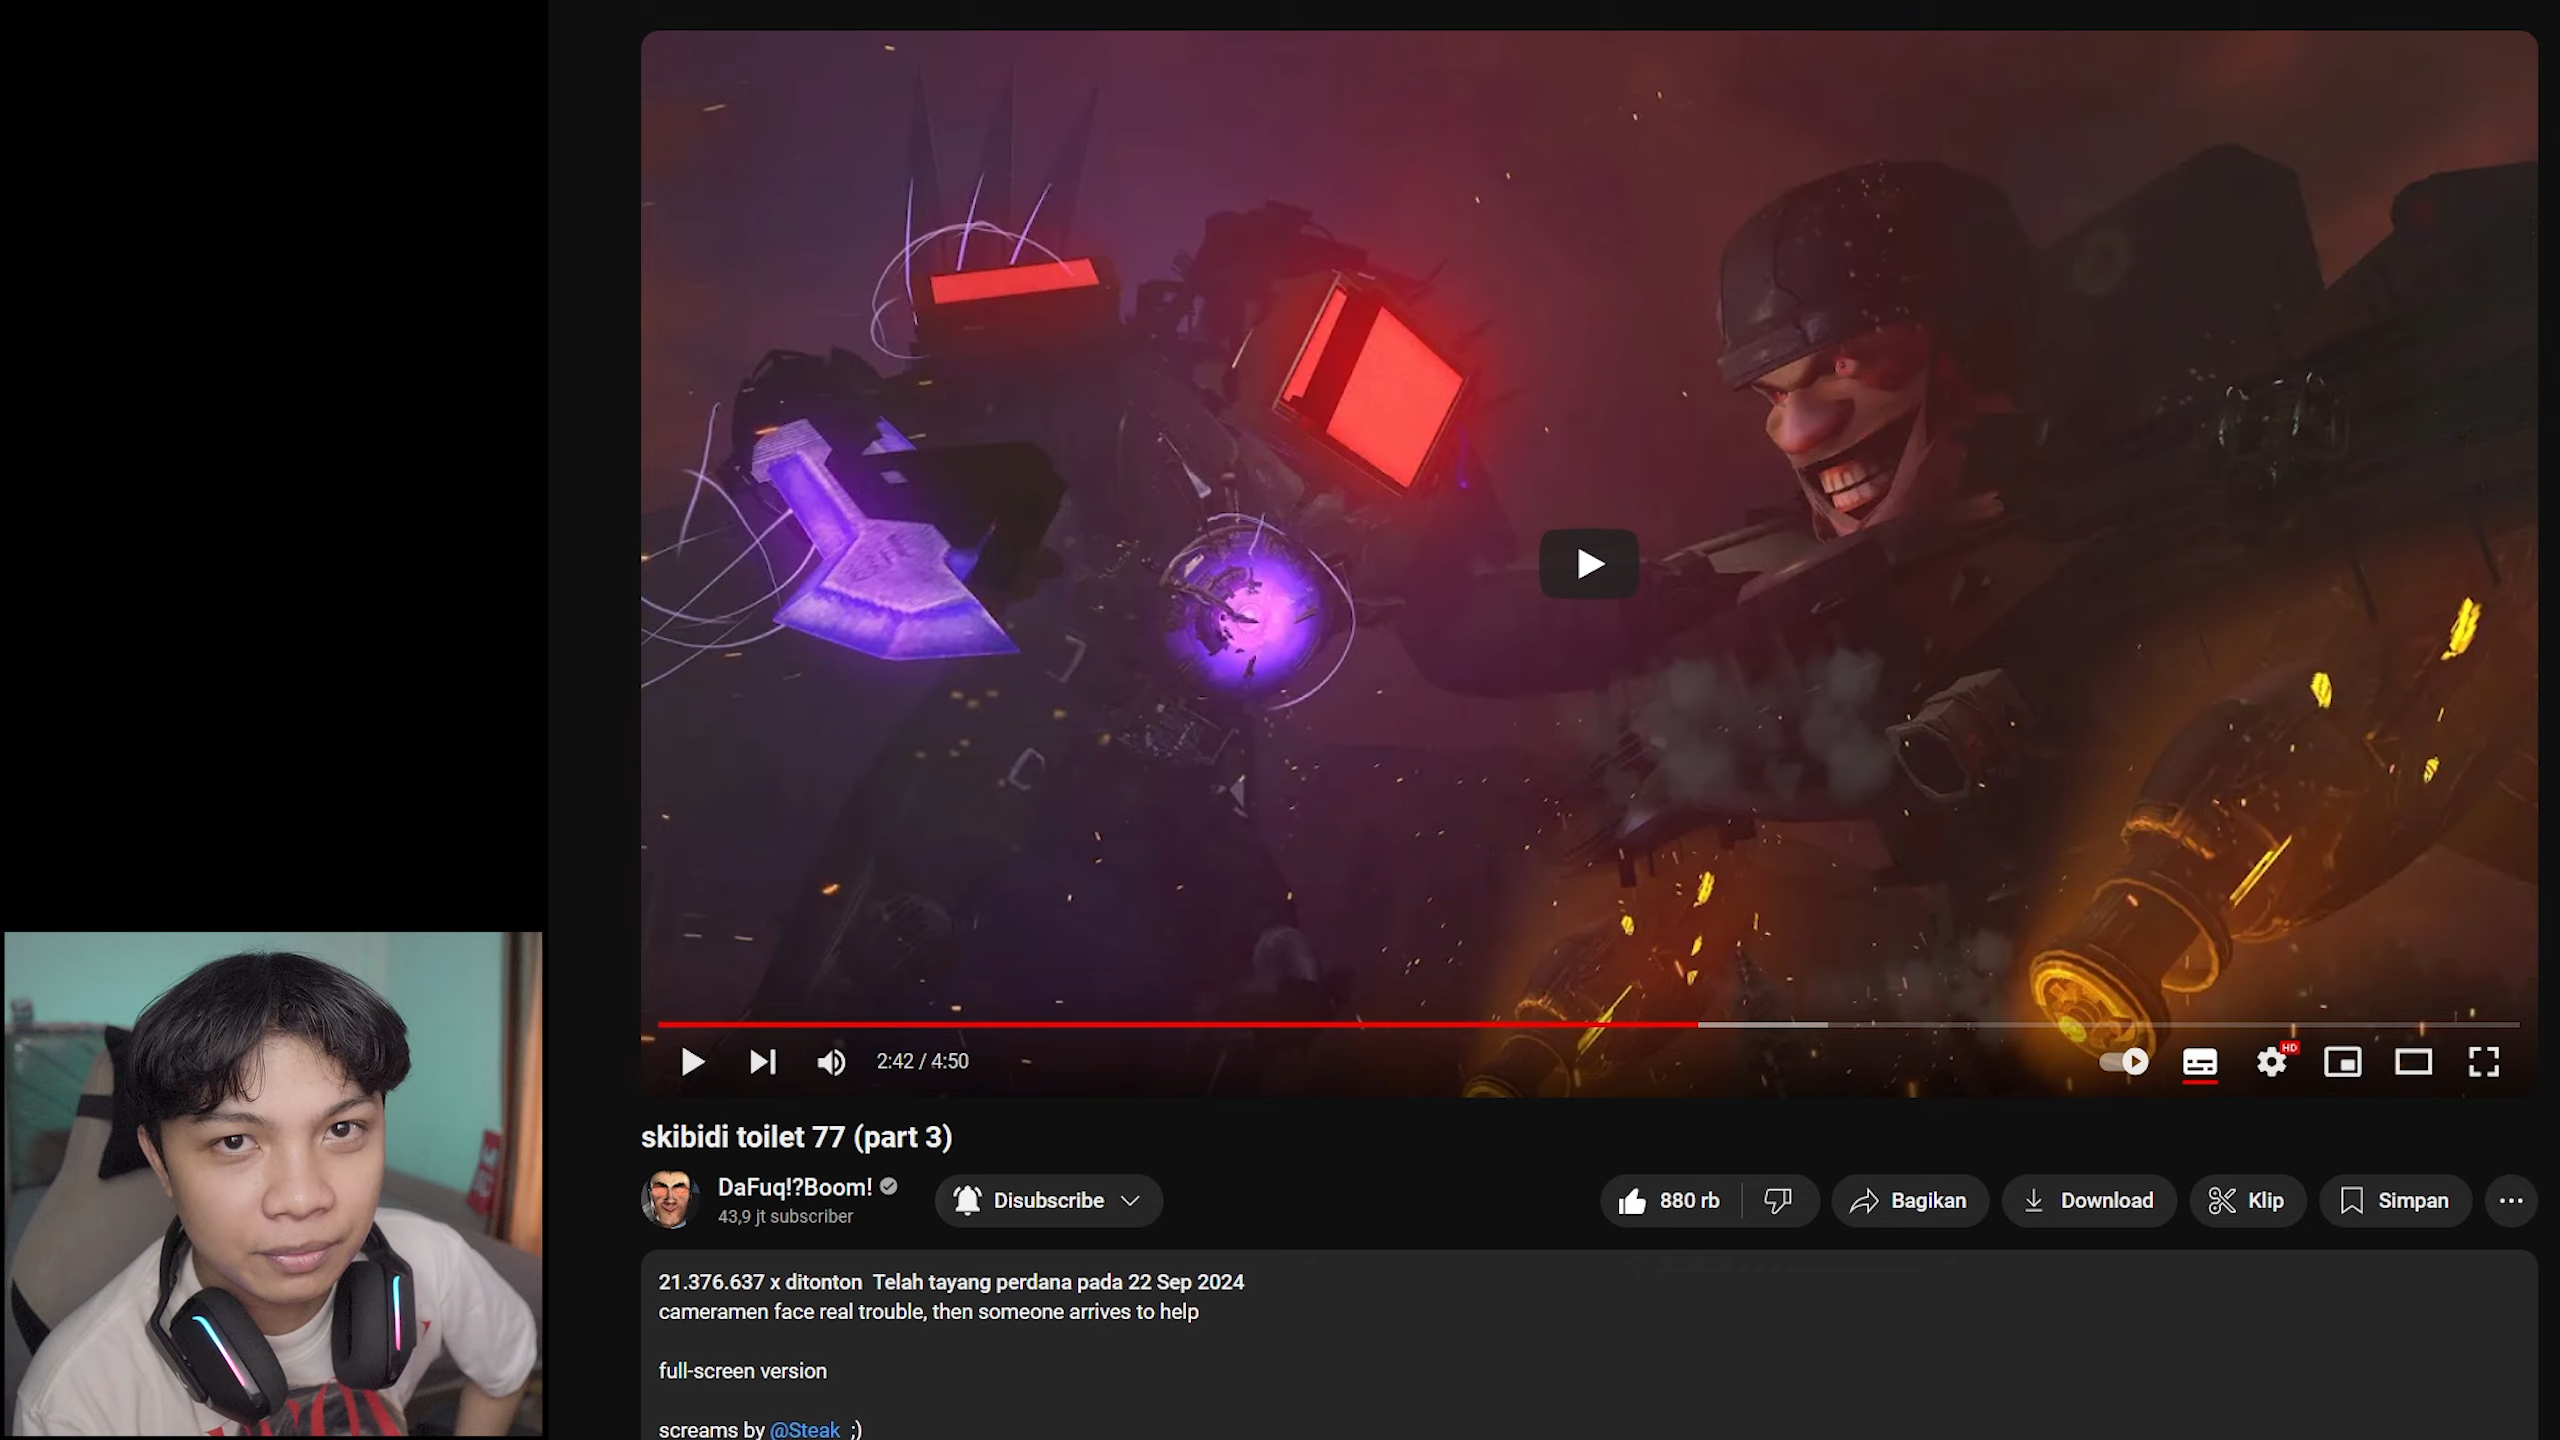 HD
2:42 / 4:50
skibidi toilet 77 (part 3)
DaFuq!?Boom!
43,9 jt subscriber
Disubscribe
880 rb
Bagikan
Download
Klip
Simpan
21.376.637 x ditonton Telah tayang perdana pada 22 Sep 2024
cameramen face real trouble, then someone arrives to help
full-screen version
screams by @Steak ;)